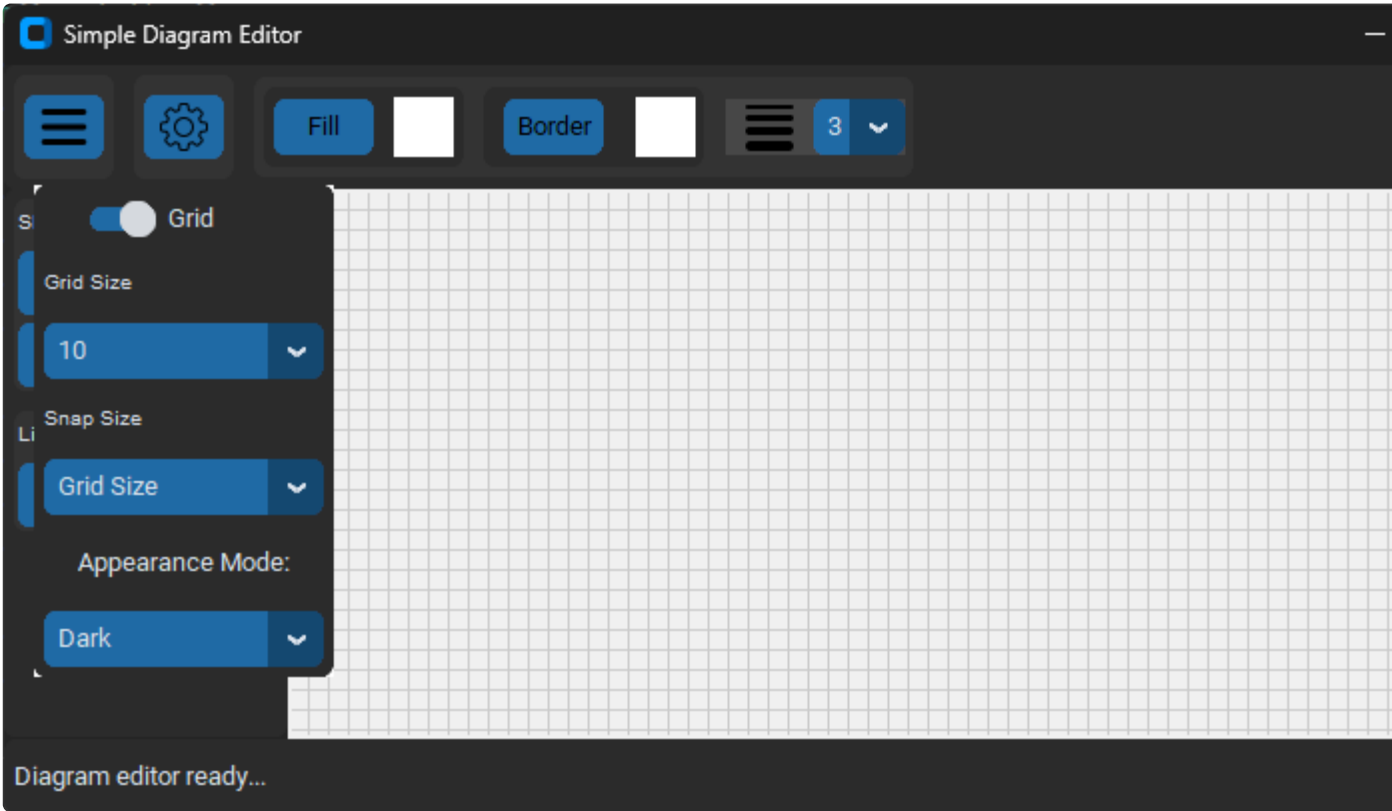 Simple Diagram Editor
Fill
Border
3
Grid
Grid Size
10
Snap Size
Grid Size
Appearance Mode:
Dark
Diagram editor ready...